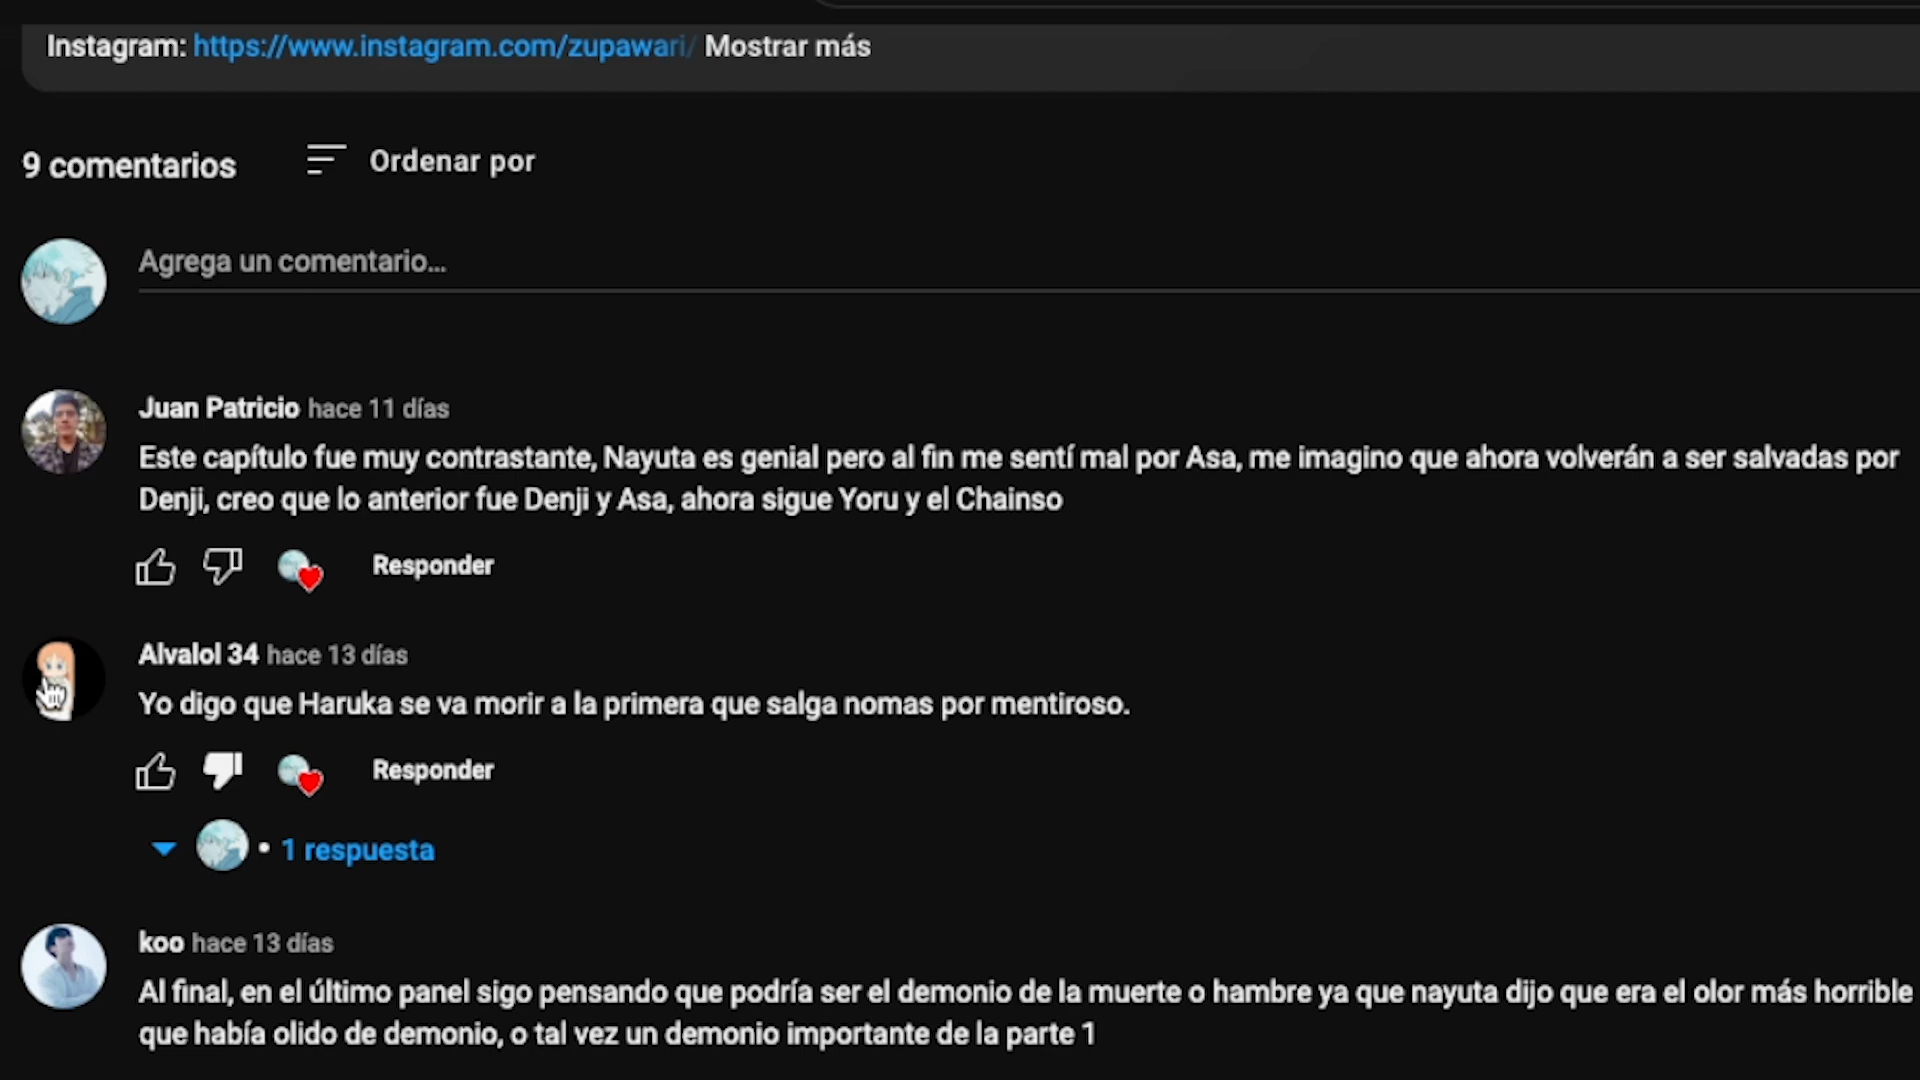 Instagram: https://www.instagram.com/zupawari/ Mostrar más
9 comentarios
Ordenar por
Agrega un comentario...
Juan Patricio hace 11 días
Este capítulo fue muy contrastante, Nayuta es genial pero al fin me sentí mal por Asa, me imagino que ahora volverán a ser salvadas por
Denji, creo que lo anterior fue Denji y Asa, ahora sigue Yoru y el Chainso
Responder
Alvalol 34 hace 13 días
Yo digo que Haruka se va morir a la primera que salga nomas por mentiroso.
Responder
• 1 respuesta
koo hace 13 días
Al final, en el último panel sigo pensando que podría ser el demonio de la muerte o hambre ya que nayuta dijo que era el olor más horrible
que había olido de demonio, o tal vez un demonio importante de la parte 1